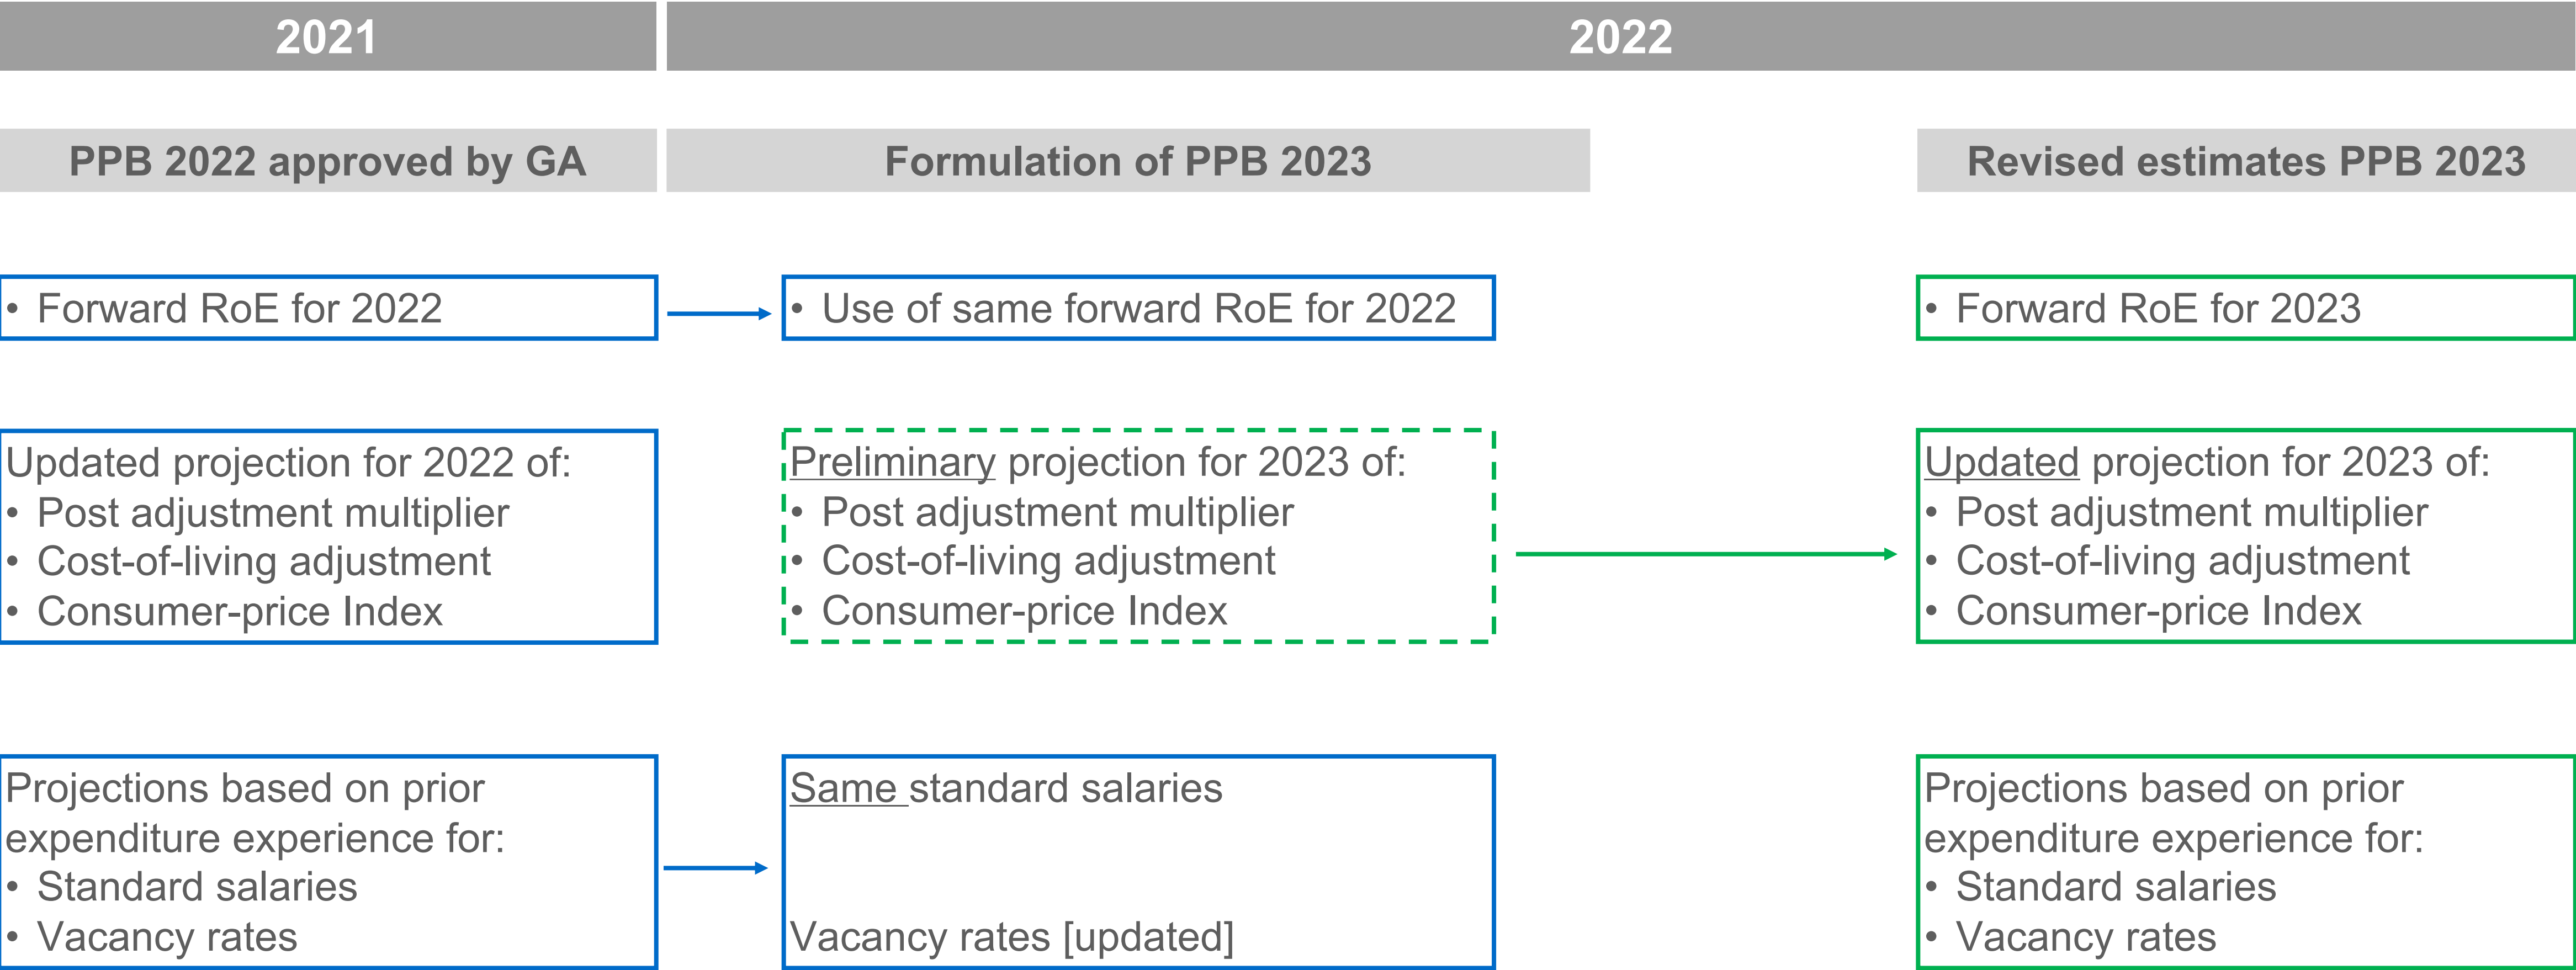 2021
2022
PPB 2022 approved by GA
Formulation of PPB 2023
Revised estimates PPB 2023
• Forward RoE for 2022
• Use of same forward RoE for 2022
• Forward RoE for 2023
Updated projection for 2022 of:
• Post adjustment multiplier
• Cost-of-living adjustment
• Consumer-price Index
Preliminary projection for 2023 of:
• Post adjustment multiplier
• Cost-of-living adjustment
• Consumer-price Index
Updated projection for 2023 of:
• Post adjustment multiplier
• Cost-of-living adjustment
• Consumer-price Index
Projections based on prior
expenditure experience for:
• Standard salaries
• Vacancy rates
Same standard salaries
Vacancy rates [updated]
Projections based on prior
expenditure experience for:
• Standard salaries
• Vacancy rates